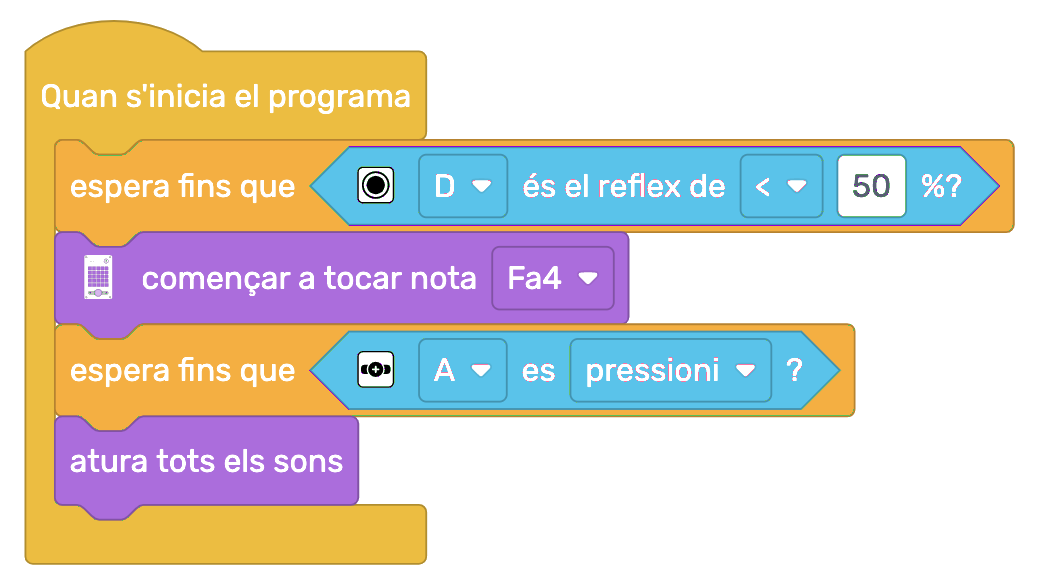 Quan s'inicia el programa
espera fins que D és el reflex de < 50 %?
començar a tocar nota Fa4
espera fins que A es pressioni ?
atura tots els sons